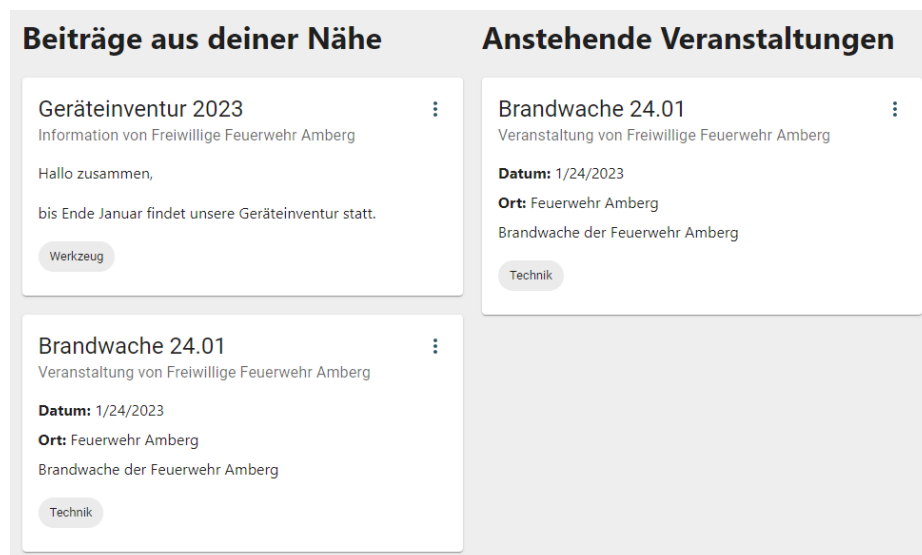 Beiträge aus deiner Nähe
Geräteinventur 2023
Information von Freiwillige Feuerwehr Amberg
Hallo zusammen,
bis Ende Januar findet unsere Geräteinventur statt.
Werkzeug
Brandwache 24.01
Veranstaltung von Freiwillige Feuerwehr Amberg
Datum: 1/24/2023
Ort: Feuerwehr Amberg
Brandwache der Feuerwehr Amberg
Technik
Anstehende Veranstaltungen
Brandwache 24.01
Veranstaltung von Freiwillige Feuerwehr Amberg
Datum: 1/24/2023
Ort: Feuerwehr Amberg
Brandwache der Feuerwehr Amberg
Technik